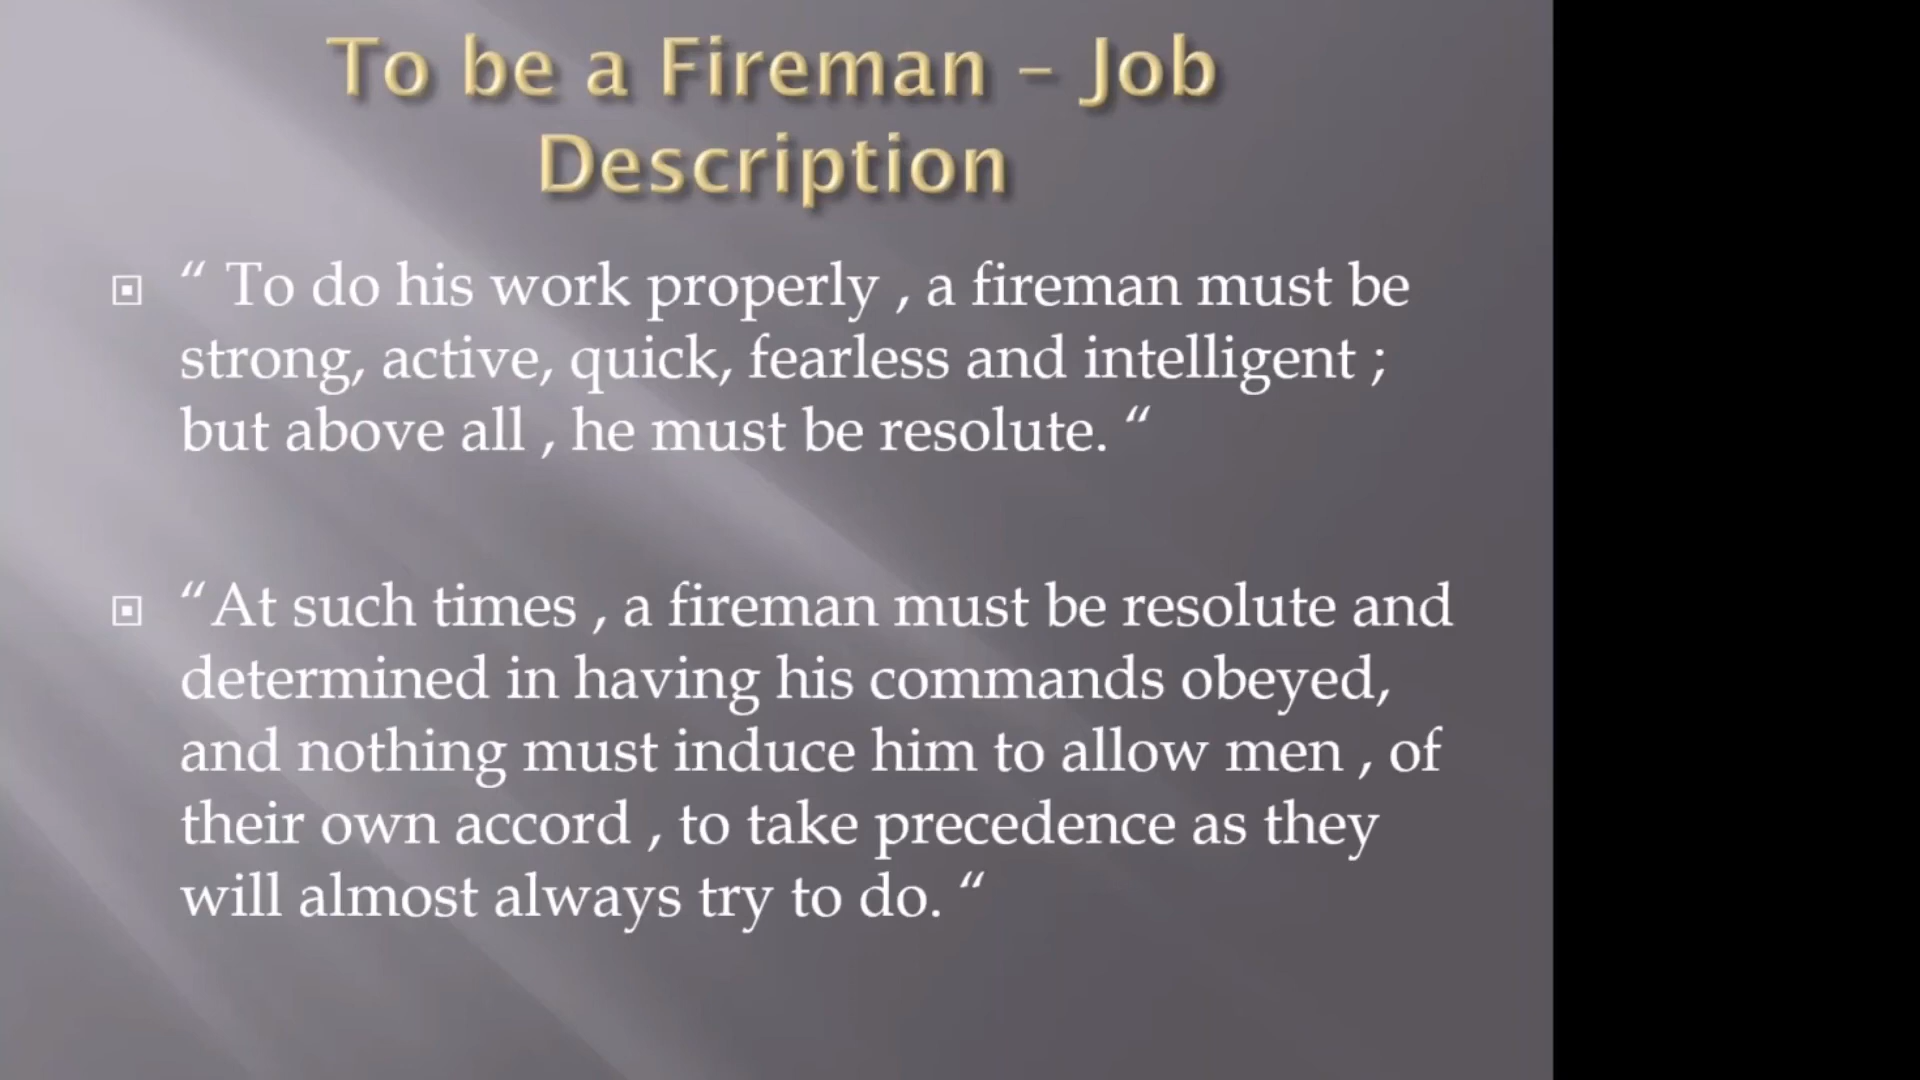 To be a Fireman – Job
Description
“ To do his work properly , a fireman must be
strong, active, quick, fearless and intelligent ;
but above all , he must be resolute. “
“At such times , a fireman must be resolute and
determined in having his commands obeyed,
and nothing must induce him to allow men , of
their own accord , to take precedence as they
will almost always try to do. “